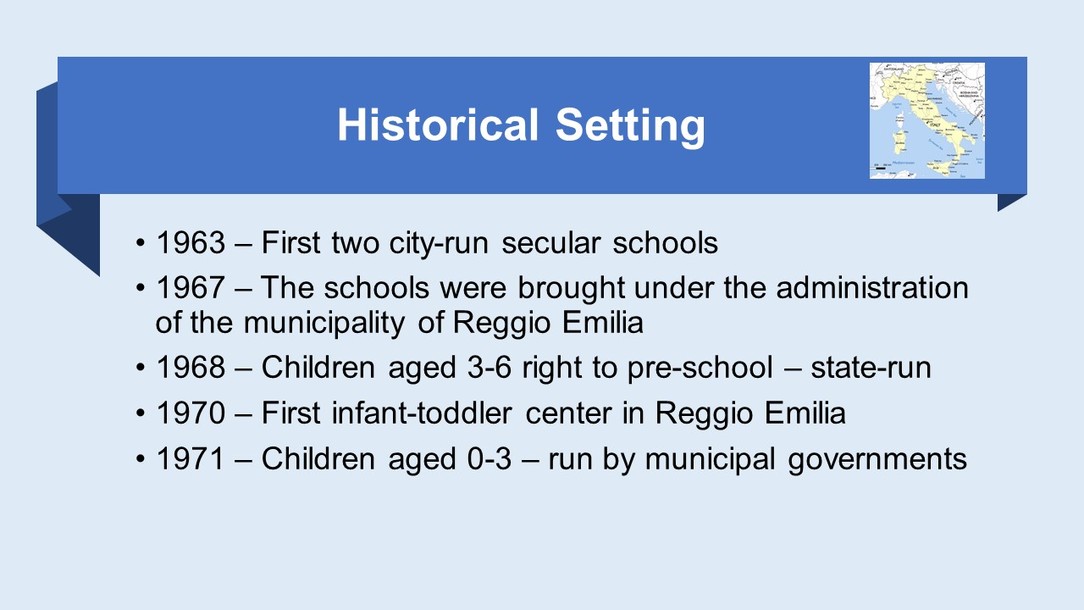 Historical Setting
• 1963 – First two city-run secular schools
• 1967 – The schools were brought under the administration
of the municipality of Reggio Emilia
• 1968 – Children aged 3-6 right to pre-school – state-run
• 1970 – First infant-toddler center in Reggio Emilia
• 1971 – Children aged 0-3 – run by municipal governments